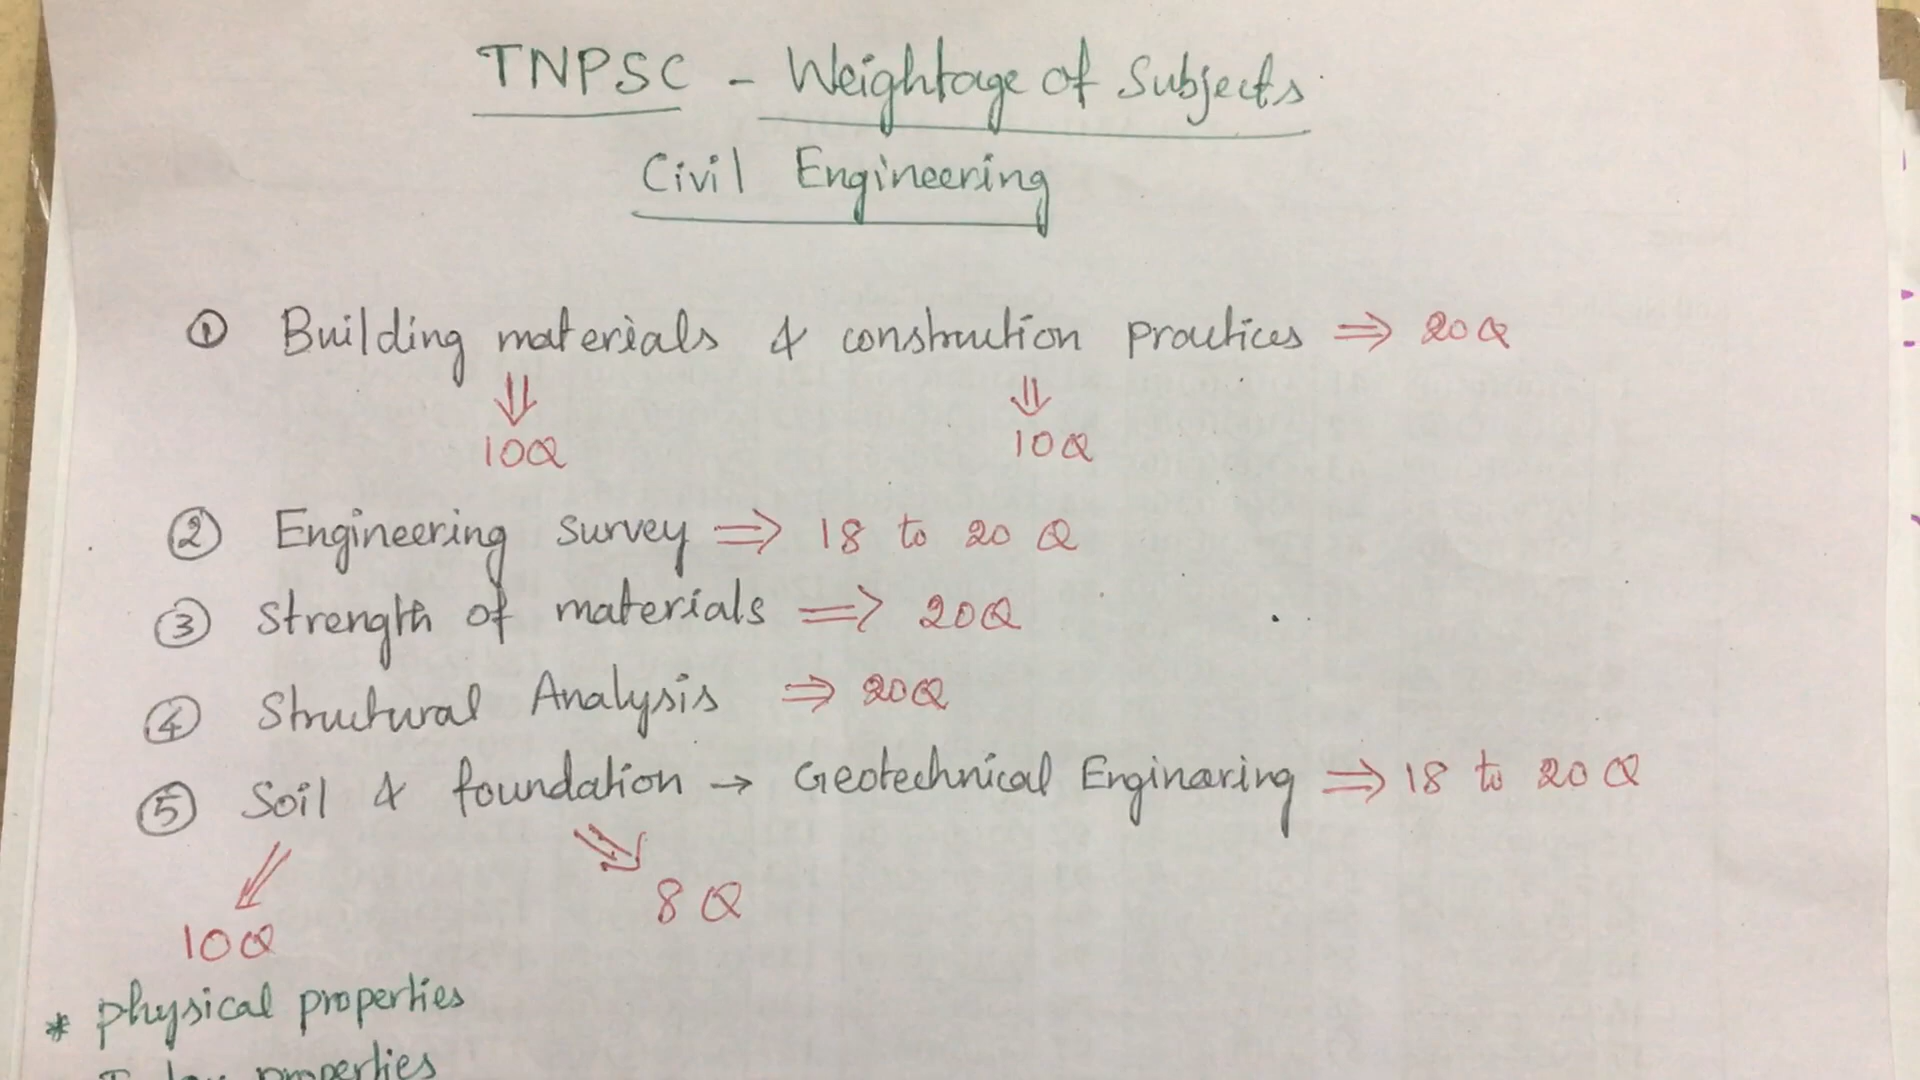 TNPSC - Weightage of Subjects
Civil Engineering
① Building materials & construction practices ⇒ 20Q
⇓ ⇓
10Q 10Q
② Engineering survey ⇒ 18 to 20 Q
③ Strength of materials ⇒ 20Q
④ Structural Analysis ⇒ 20Q
⑤ Soil & foundation → Geotechnical Enginearing ⇒ 18 to 20 Q
10Q 8 Q
* physical properties
properties